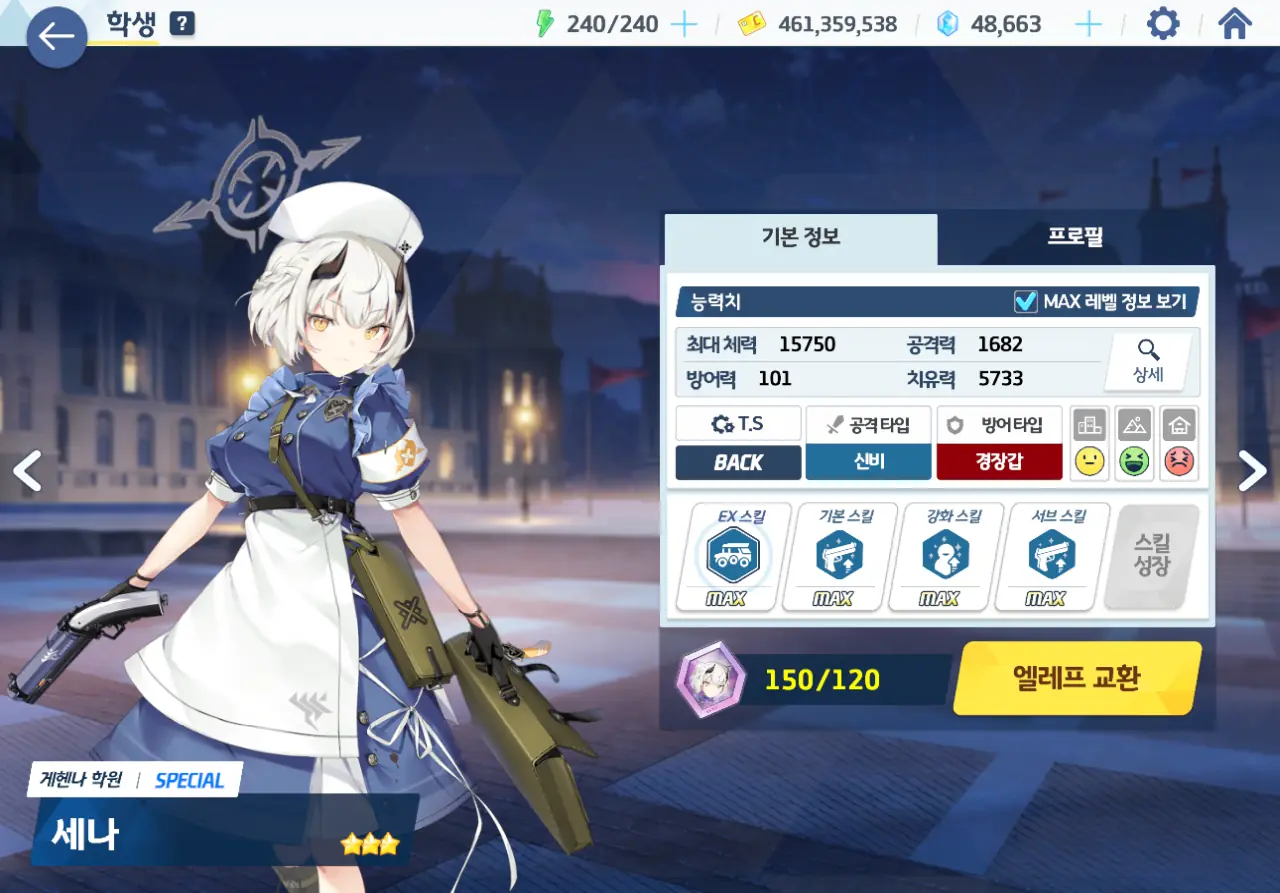 학생 ?
240/240 461,359,538 48,663
기본 정보 프로필
능력치 MAX 레벨 정보 보기
최대 체력 15750 공격력 1682
방어력 101 치유력 5733
상세
T.S 공격 타입 방어 타입
BACK 신비 경장갑
EX 스킬 기본 스킬 강화 스킬 서브 스킬
MAX MAX MAX MAX
스킬
성장
150/120 엘레프 교환
게헨나 학원 | SPECIAL
세나